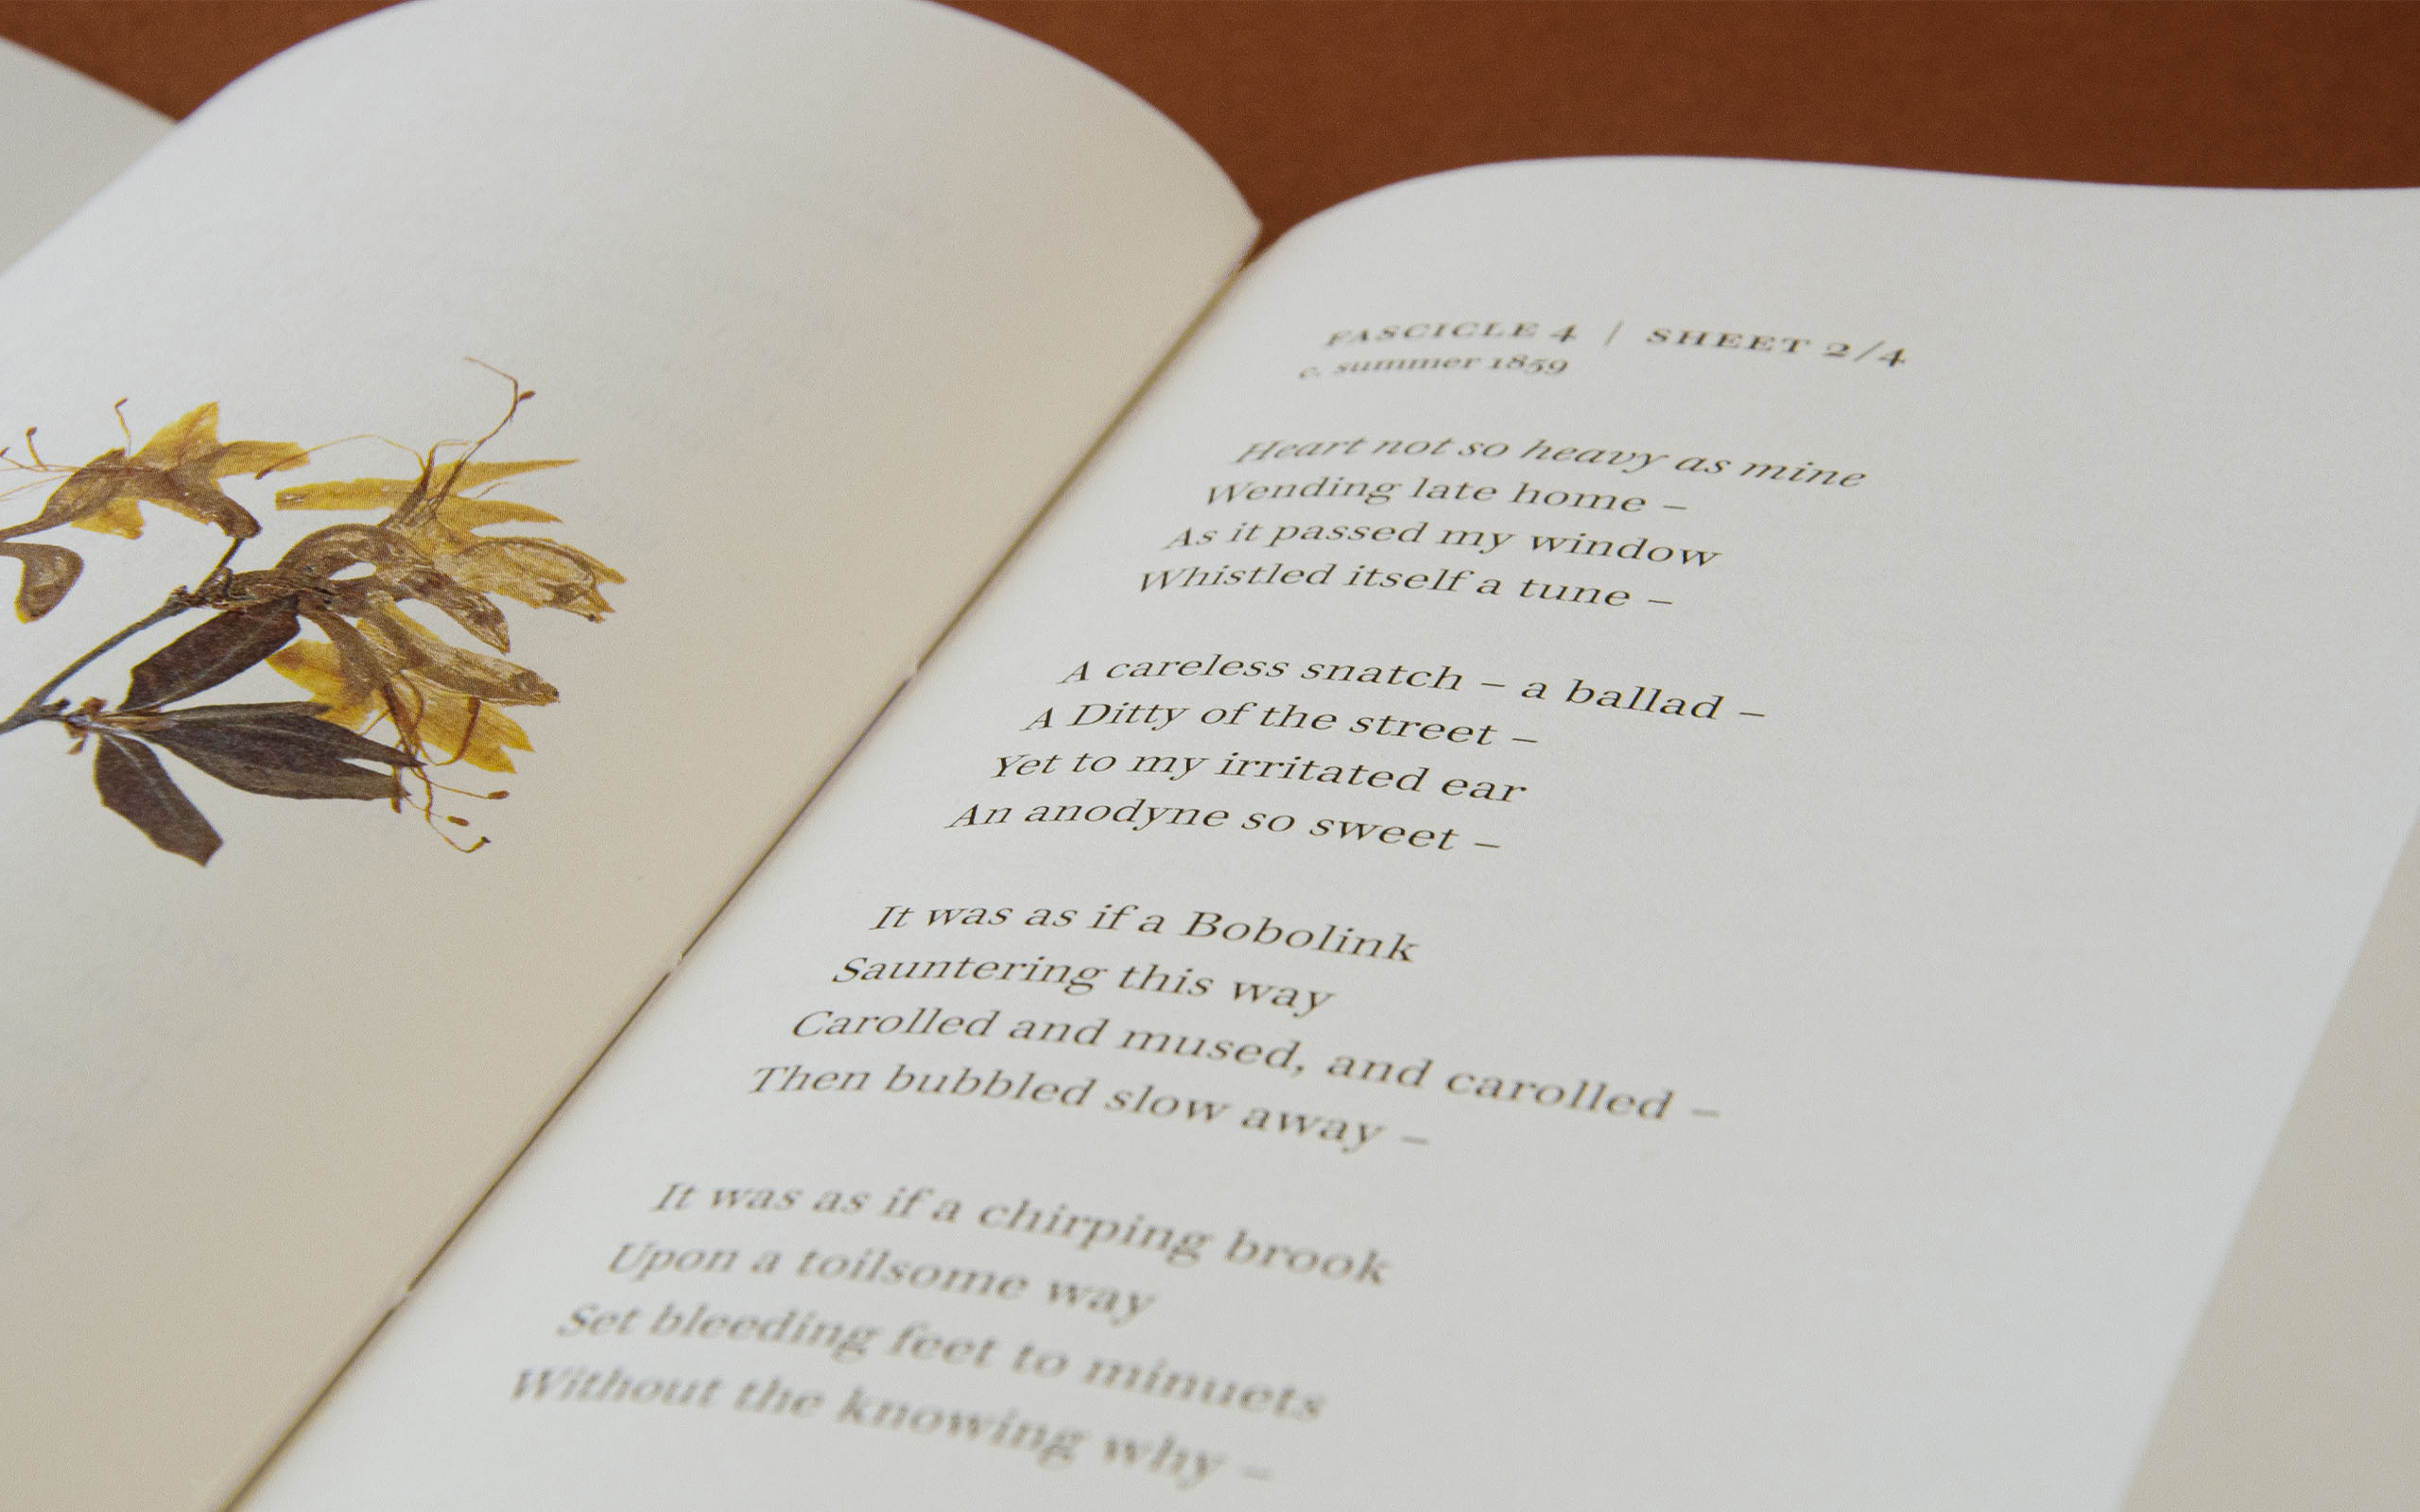 FASCICLE 4 | SHEET 2/4
c. summer 1859
Heart not so heavy as mine
Wending late home –
As it passed my window
Whistled itself a tune –
A careless snatch – a ballad –
A Ditty of the street –
Yet to my irritated ear
An anodyne so sweet –
It was as if a Bobolink
Sauntering this way
Carolled and mused, and carolled –
Then bubbled slow away –
It was as if a chirping brook
Upon a toilsome way
Set bleeding feet to minuets
Without the knowing why –